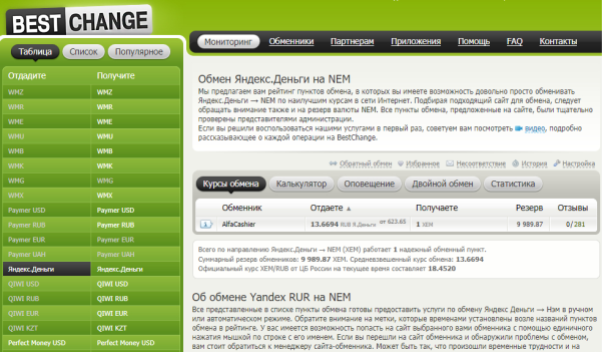 BEST CHANGE
Таблица Список Популярное
Мониторинг Обменники Партнерам Приложения Помощь FAQ Контакты
Отдадите Получите
WMZ WMZ
WMR WMR
WME WME
WMU WMU
WMB WMB
WMK WMK
WMG WMG
WMX WMX
Paymer USD Paymer USD
Paymer RUB Paymer RUB
Paymer EUR Paymer EUR
Paymer UAH Paymer UAH
Яндекс.Деньги Яндекс.Деньги
QIWI USD QIWI USD
QIWI RUB QIWI RUB
QIWI EUR QIWI EUR
QIWI KZT QIWI KZT
Perfect Money USD Perfect Money USD
Обмен Яндекс.Деньги на NEM
Мы предлагаем вам рейтинг пунктов обмена, в которых вы имеете возможность довольно просто обменивать
Яндекс.Деньги → NEM по наилучшим курсам в сети Интернет. Подбирая подходящий сайт для обмена, следует
обращать внимание также и на резерв валюты NEM. Все пункты обмена, предложенные на сайте, были тщательно
проверены представителями администрации.
Если вы решили воспользоваться нашими услугами в первый раз, советуем вам посмотреть видео, подробно
рассказывающее о каждой операции на BestChange.
Обратный обмен Избранное Несоответствие История Настройка
Курсы обмена Калькулятор Оповещение Двойной обмен Статистика
Обменник Отдаете ▲ Получаете Резерв Отзывы
AlfaCashier 13.6694 RUB Я.Деньги от 623.65 1 XEM 9 989.87 0/281
Всего по направлению Яндекс.Деньги → NEM (XEM) работает 1 надежный обменный пункт.
Суммарный резерв обменников: 9 989.87 XEM. Средневзвешенный курс обмена: 13.6694
Официальный курс XEM/RUB от ЦБ России на текущее время составляет 18.4520
Об обмене Yandex RUR на NEM
Все представленные в списке пункты обмена готовы предоставить услуги по обмену Яндекс Деньги → Нэм в ручном
или автоматическом режиме. Обратите внимание на метки, которые временами установлены возле названий пунктов
обмена в рейтинге. У вас имеется возможность попасть на сайт выбранного вами обменника с помощью единичного
нажатия мышкой по строке с его именем. Если вы перешли на сайт обменника и обнаружили проблемы с обменом,
вам стоит обратиться к менеджеру сайта-обменника. Может быть так, что произошли временные трудности и на